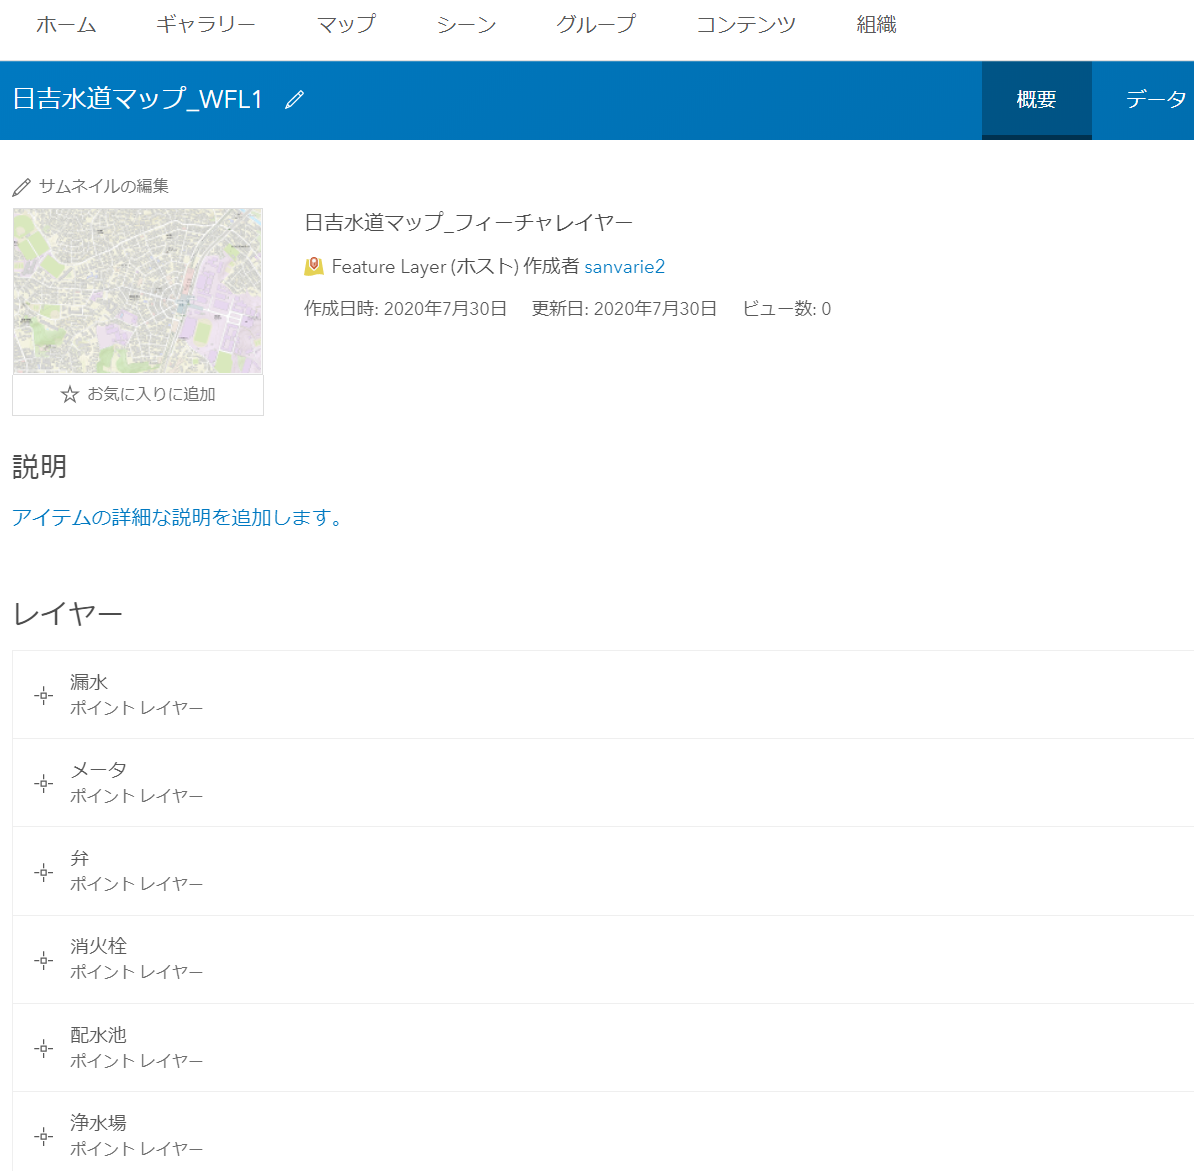 ホーム ギャラリー マップ シーン グループ コンテンツ 組織
日吉水道マップ_WFL1 概要 データ
サムネイルの編集
日吉水道マップ_フィーチャレイヤー
Feature Layer (ホスト) 作成者 sanvarie2
作成日時: 2020年7月30日 更新日: 2020年7月30日 ビュー数: 0
お気に入りに追加
説明
アイテムの詳細な説明を追加します。
レイヤー
漏水
ポイント レイヤー
メータ
ポイント レイヤー
弁
ポイント レイヤー
消火栓
ポイント レイヤー
配水池
ポイント レイヤー
浄水場
ポイント レイヤー